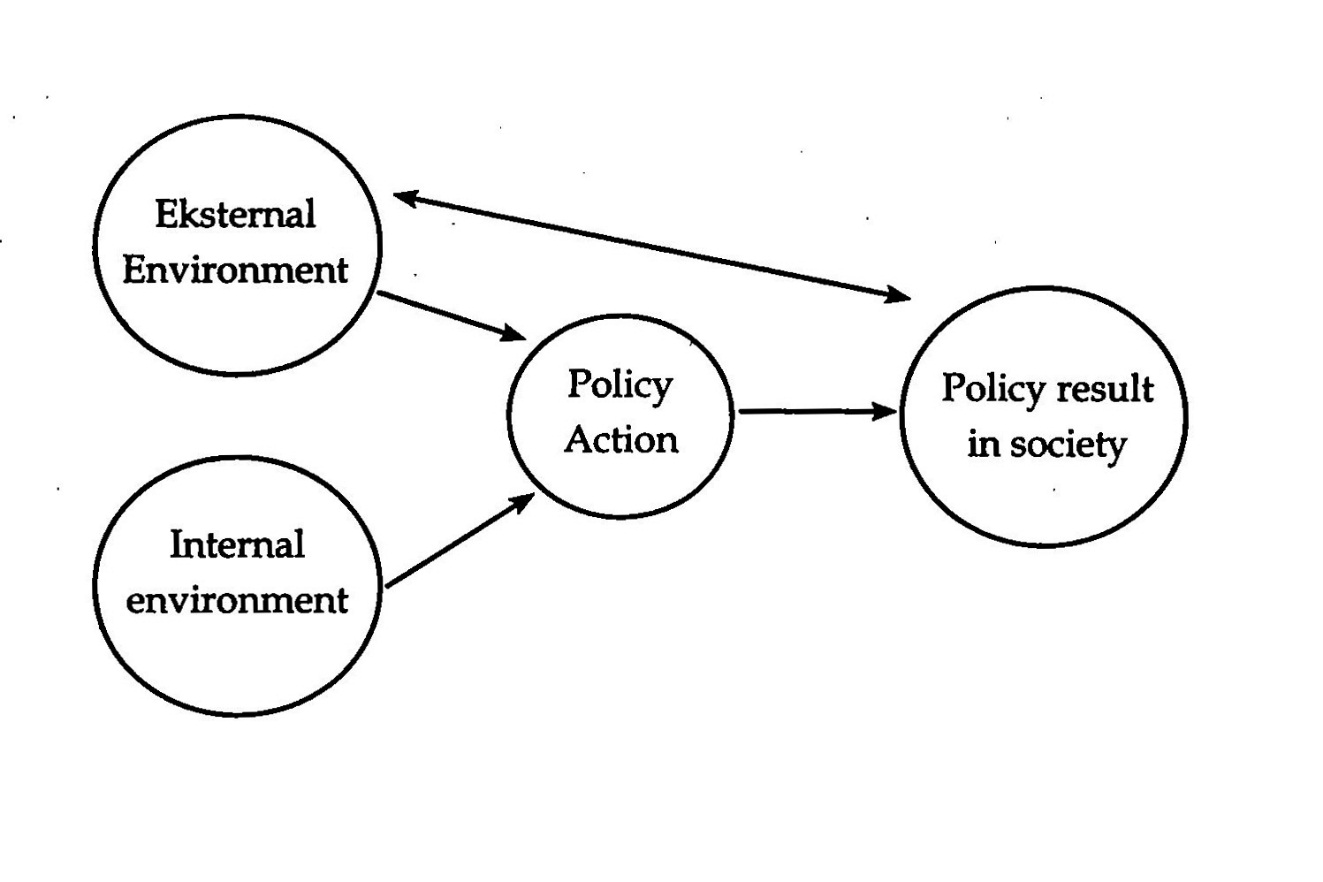 Eksternal
Environment
Policy
Action
Policy result
in society
Internal
environment